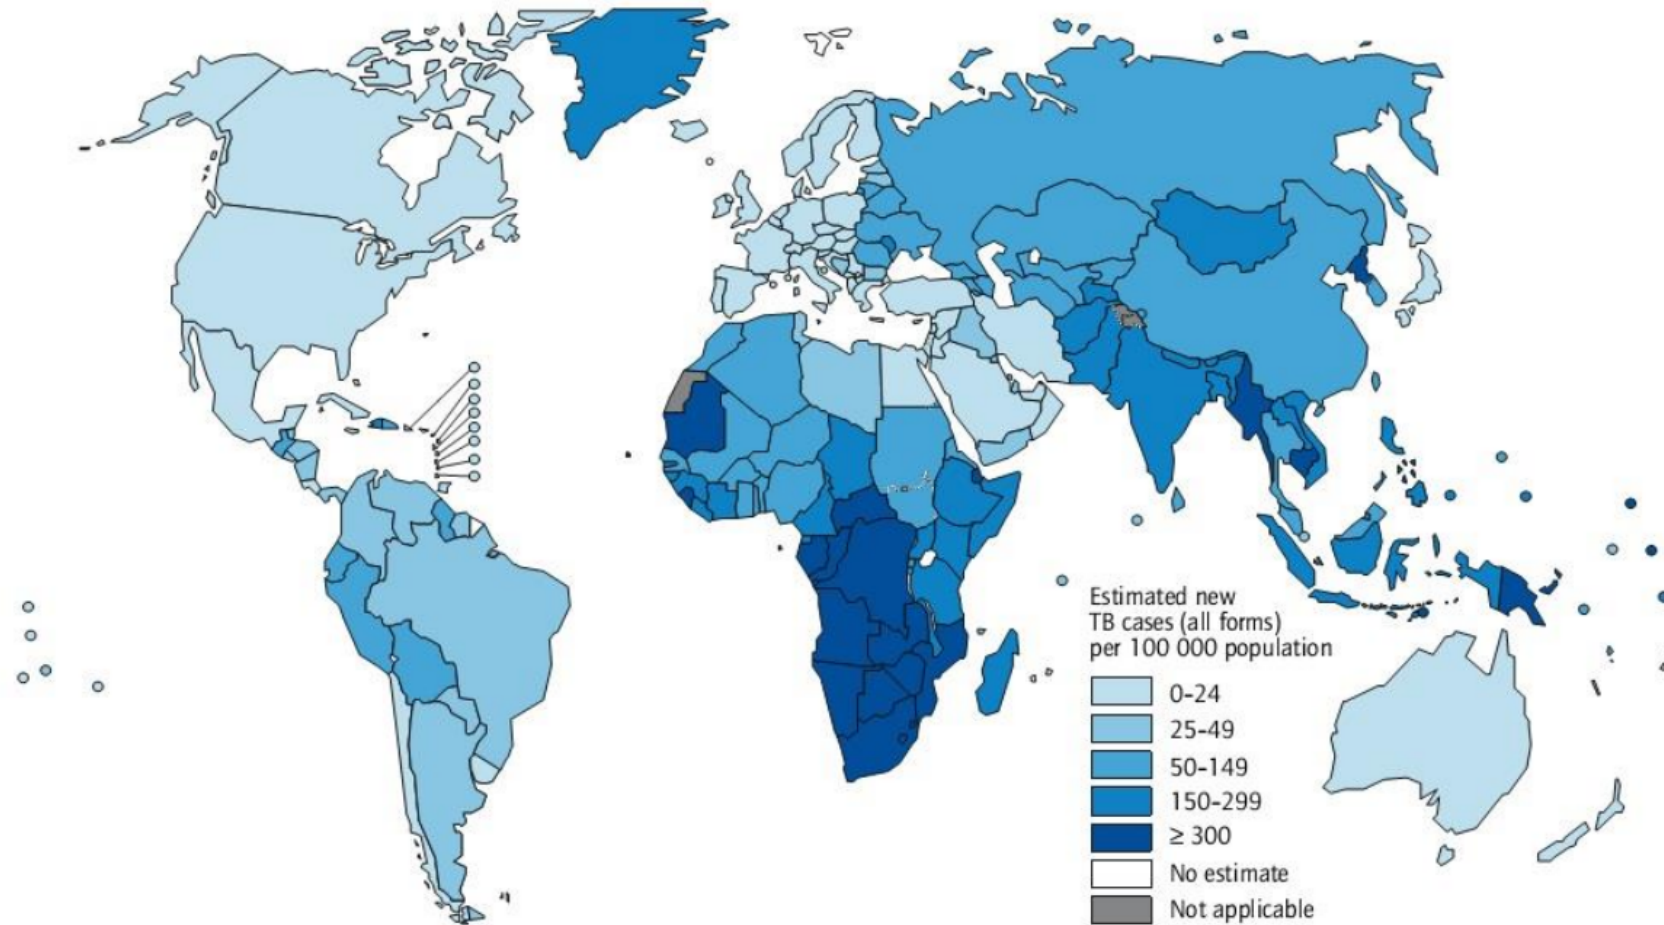 Estimated new
TB cases (all forms)
per 100 000 population
0–24
25–49
50–149
150–299
≥ 300
No estimate
Not applicable